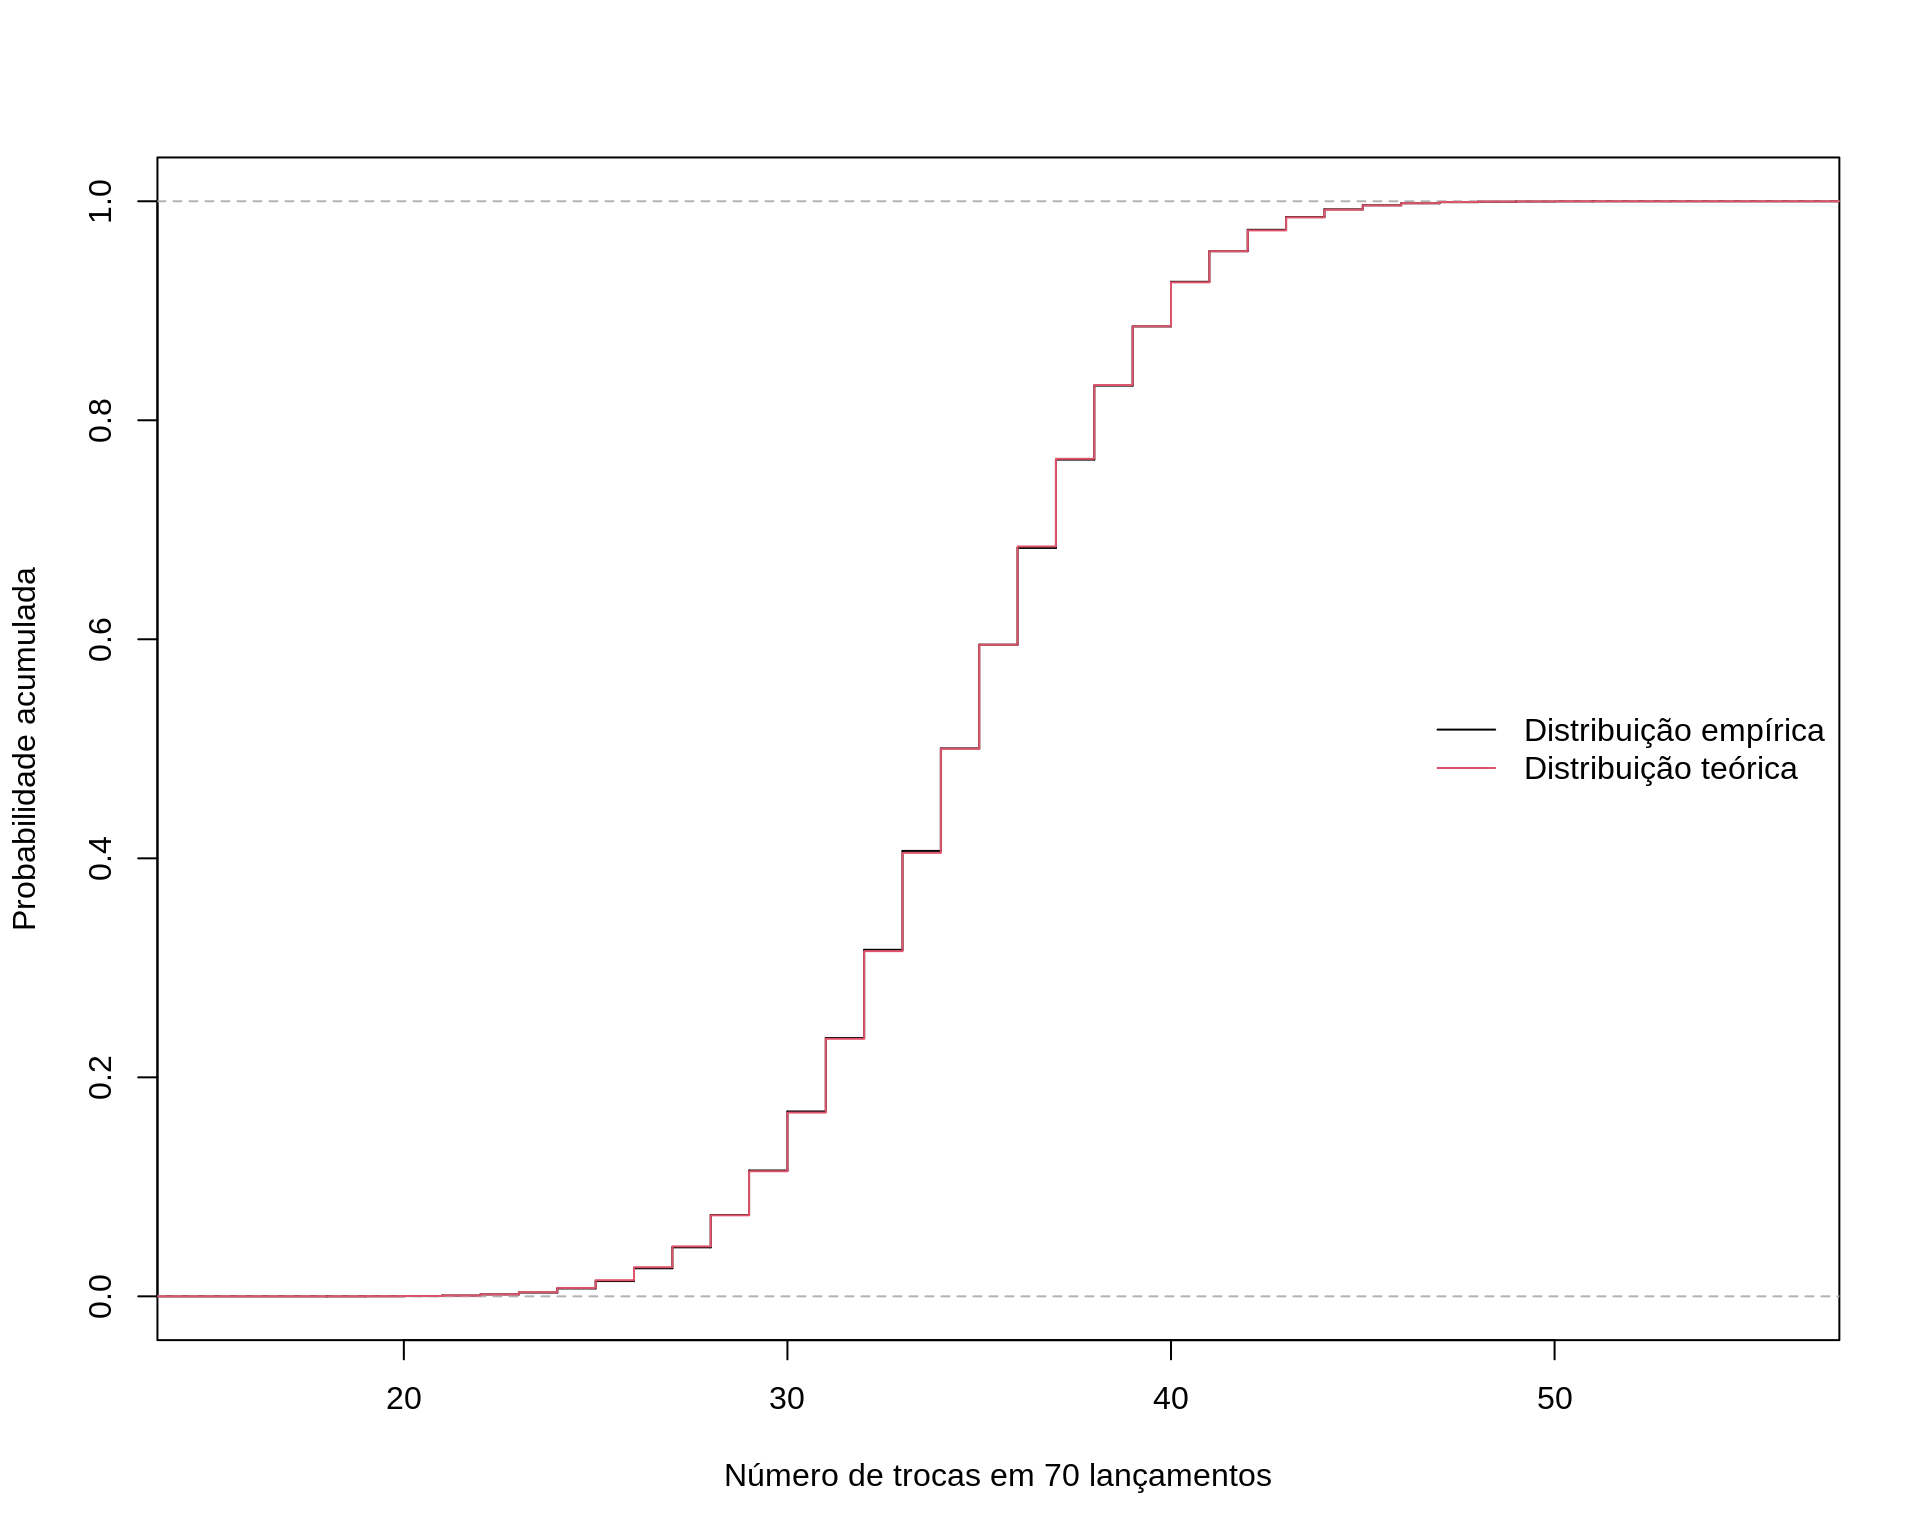 Probabilidade acumulada
1.0
0.8
0.6
0.4
0.2
0.0
Distribuição empírica
Distribuição teórica
20 30 40 50
Número de trocas em 70 lançamentos